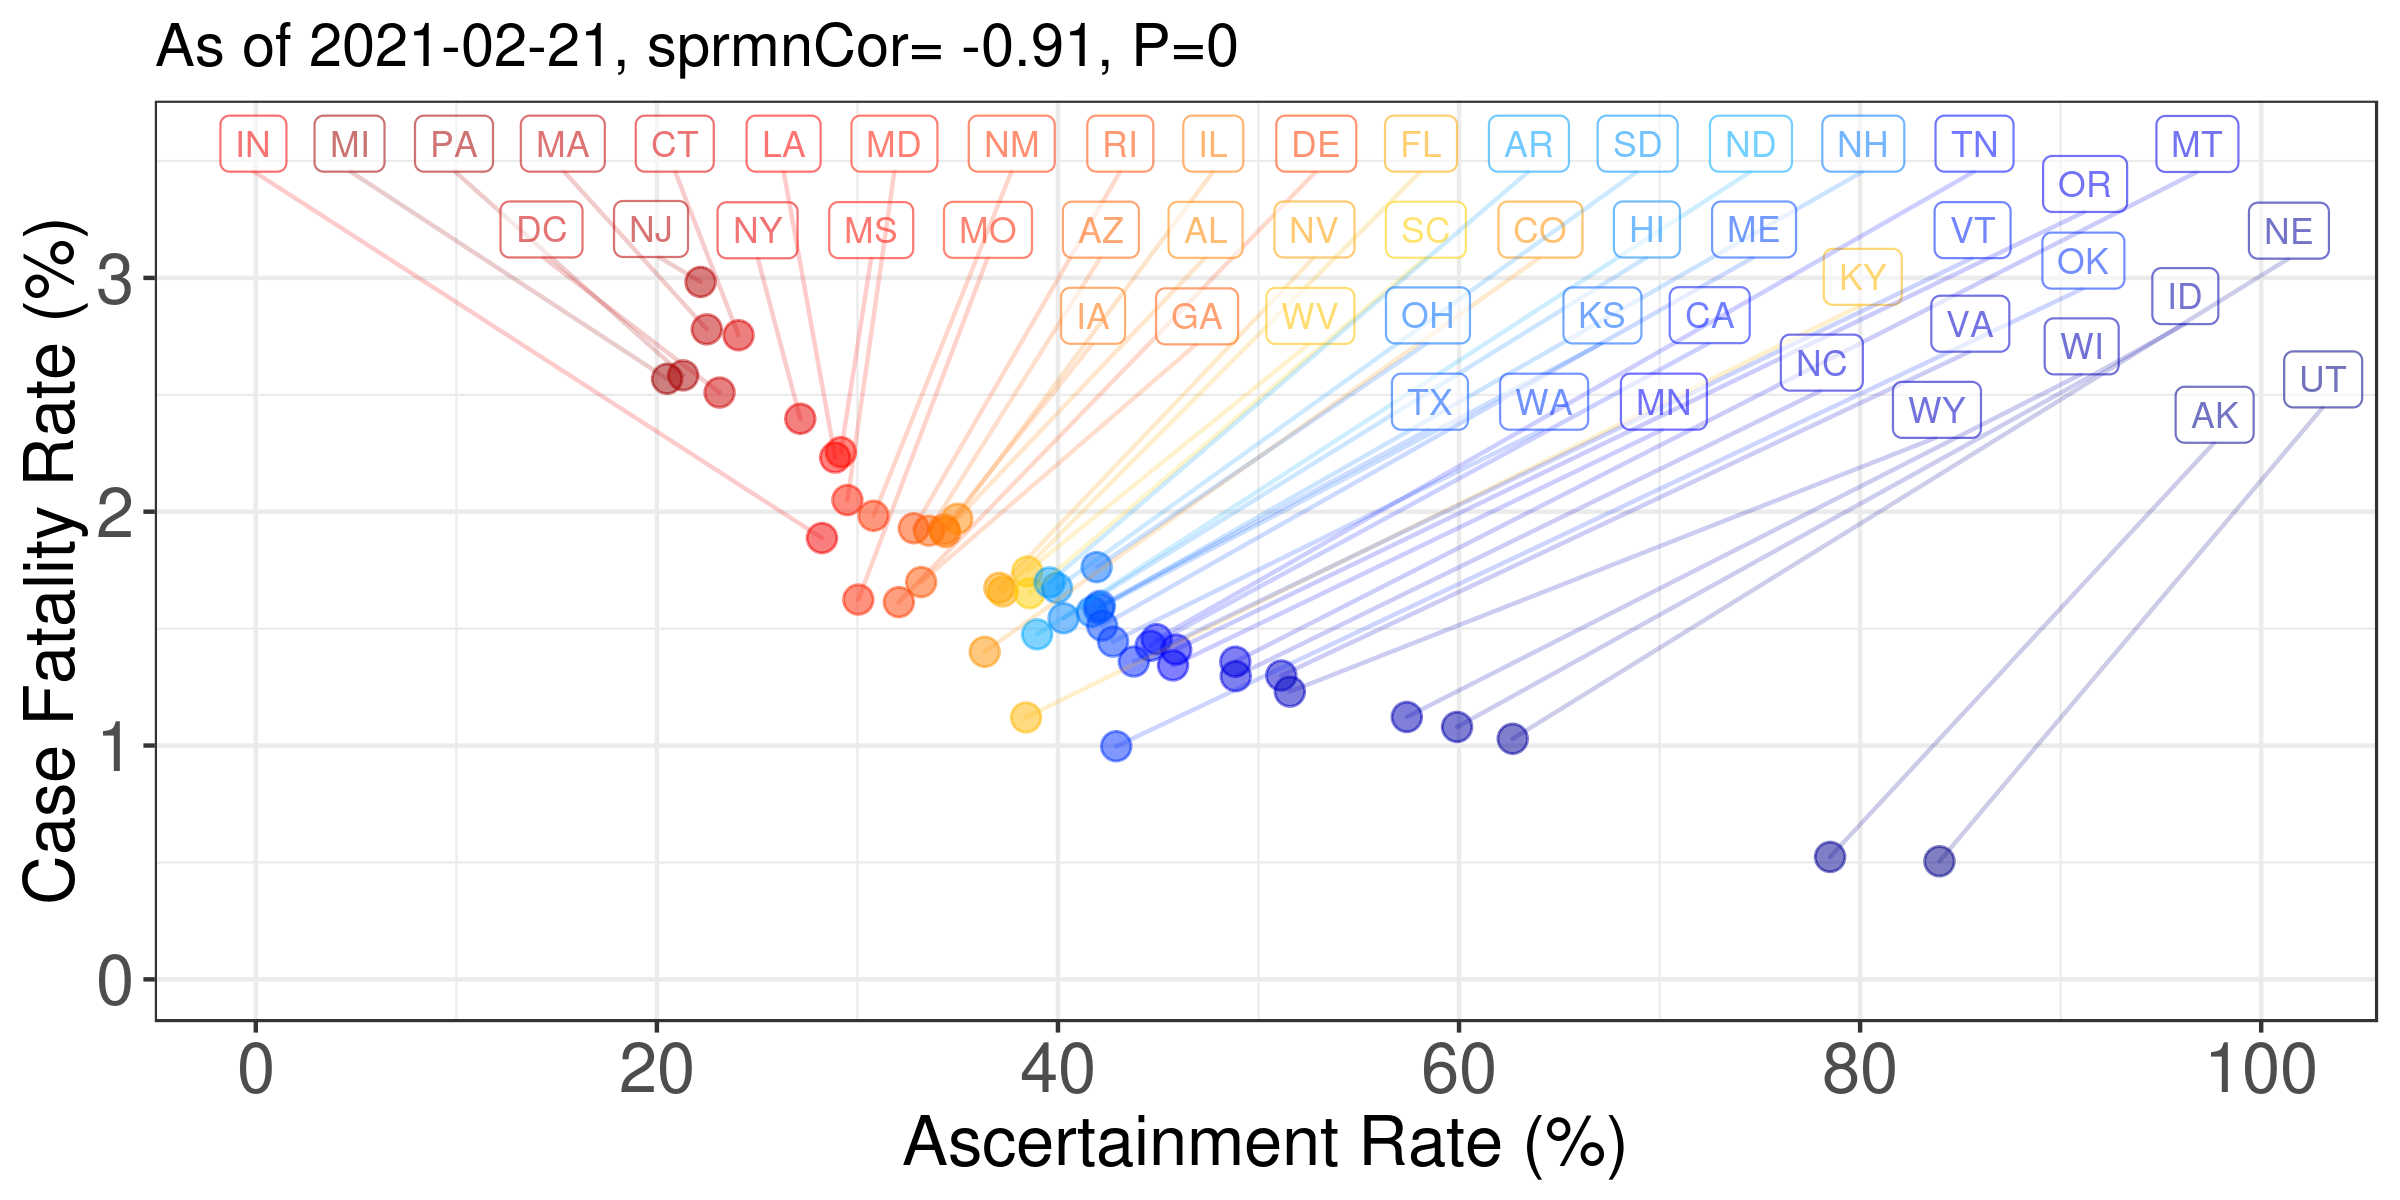 As of 2021-02-21, sprmnCor= -0.91, P=0
IN MI PA MA CT LA MD NM RI IL DE FL AR SD ND NH TN MT
OR
DC NJ NY MS MO AZ AL NV SC CO HI ME VT NE
OK
KY
ID
IA GA WV OH KS CA VA
WI
NC
UT
TX WA MN WY AK
Case Fatality Rate (%)
3
2
1
0
0 20 40 60 80 100
Ascertainment Rate (%)